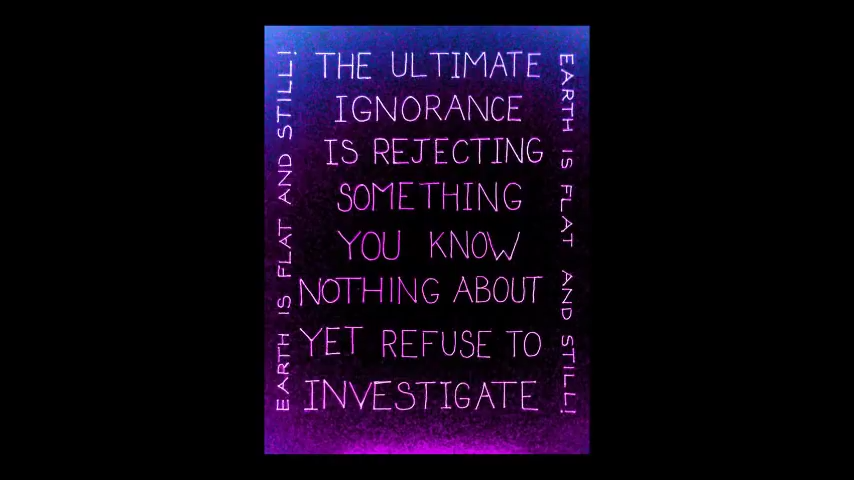 THE ULTIMATE
IGNORANCE
IS REJECTING
SOMETHING
YOU KNOW
NOTHING ABOUT
YET REFUSE TO
INVESTIGATE
EARTH IS FLAT AND STILL!
EARTH IS FLAT AND STILL!